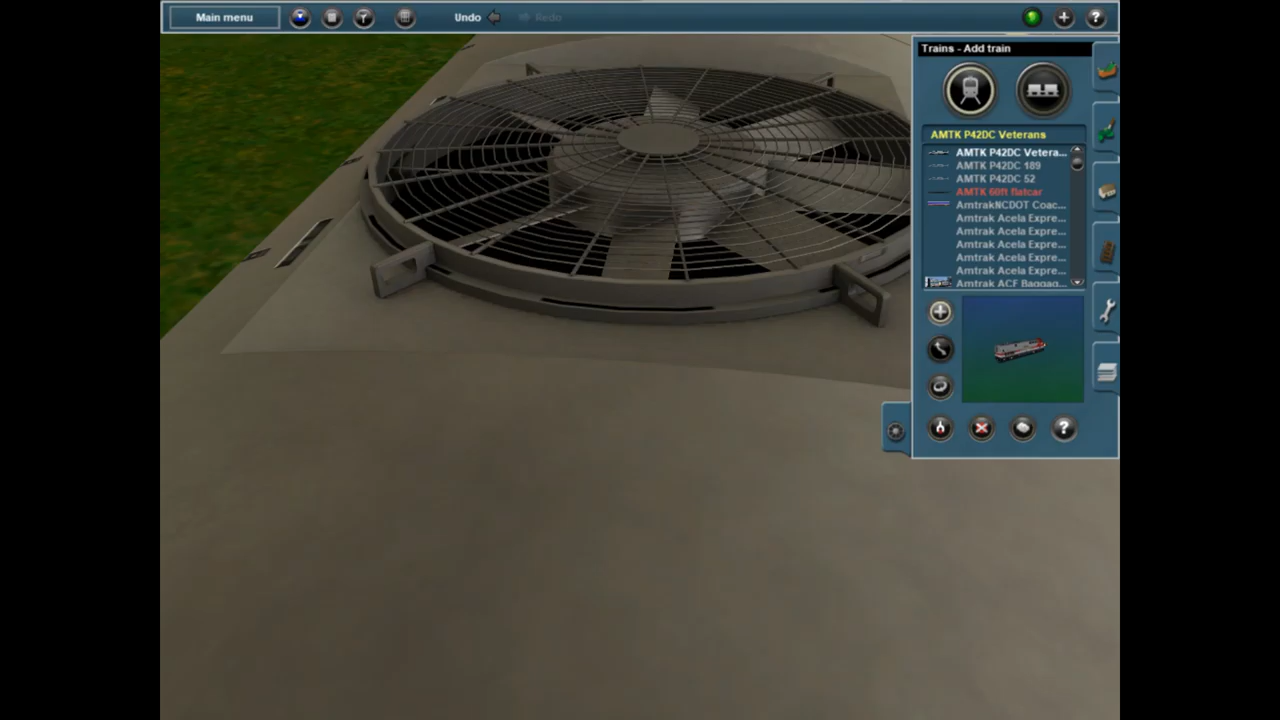 Main menu
Undo
Redo
Trains - Add train
AMTK P42DC Veterans
AMTK P42DC Vetera...
AMTK P42DC 189
AMTK P42DC 52
AMTK 60ft flatcar
AmtrakNCDOT Coac...
Amtrak Acela Expre...
Amtrak Acela Expre...
Amtrak Acela Expre...
Amtrak Acela Expre...
Amtrak Acela Expre...
Amtrak ACF Baggag...